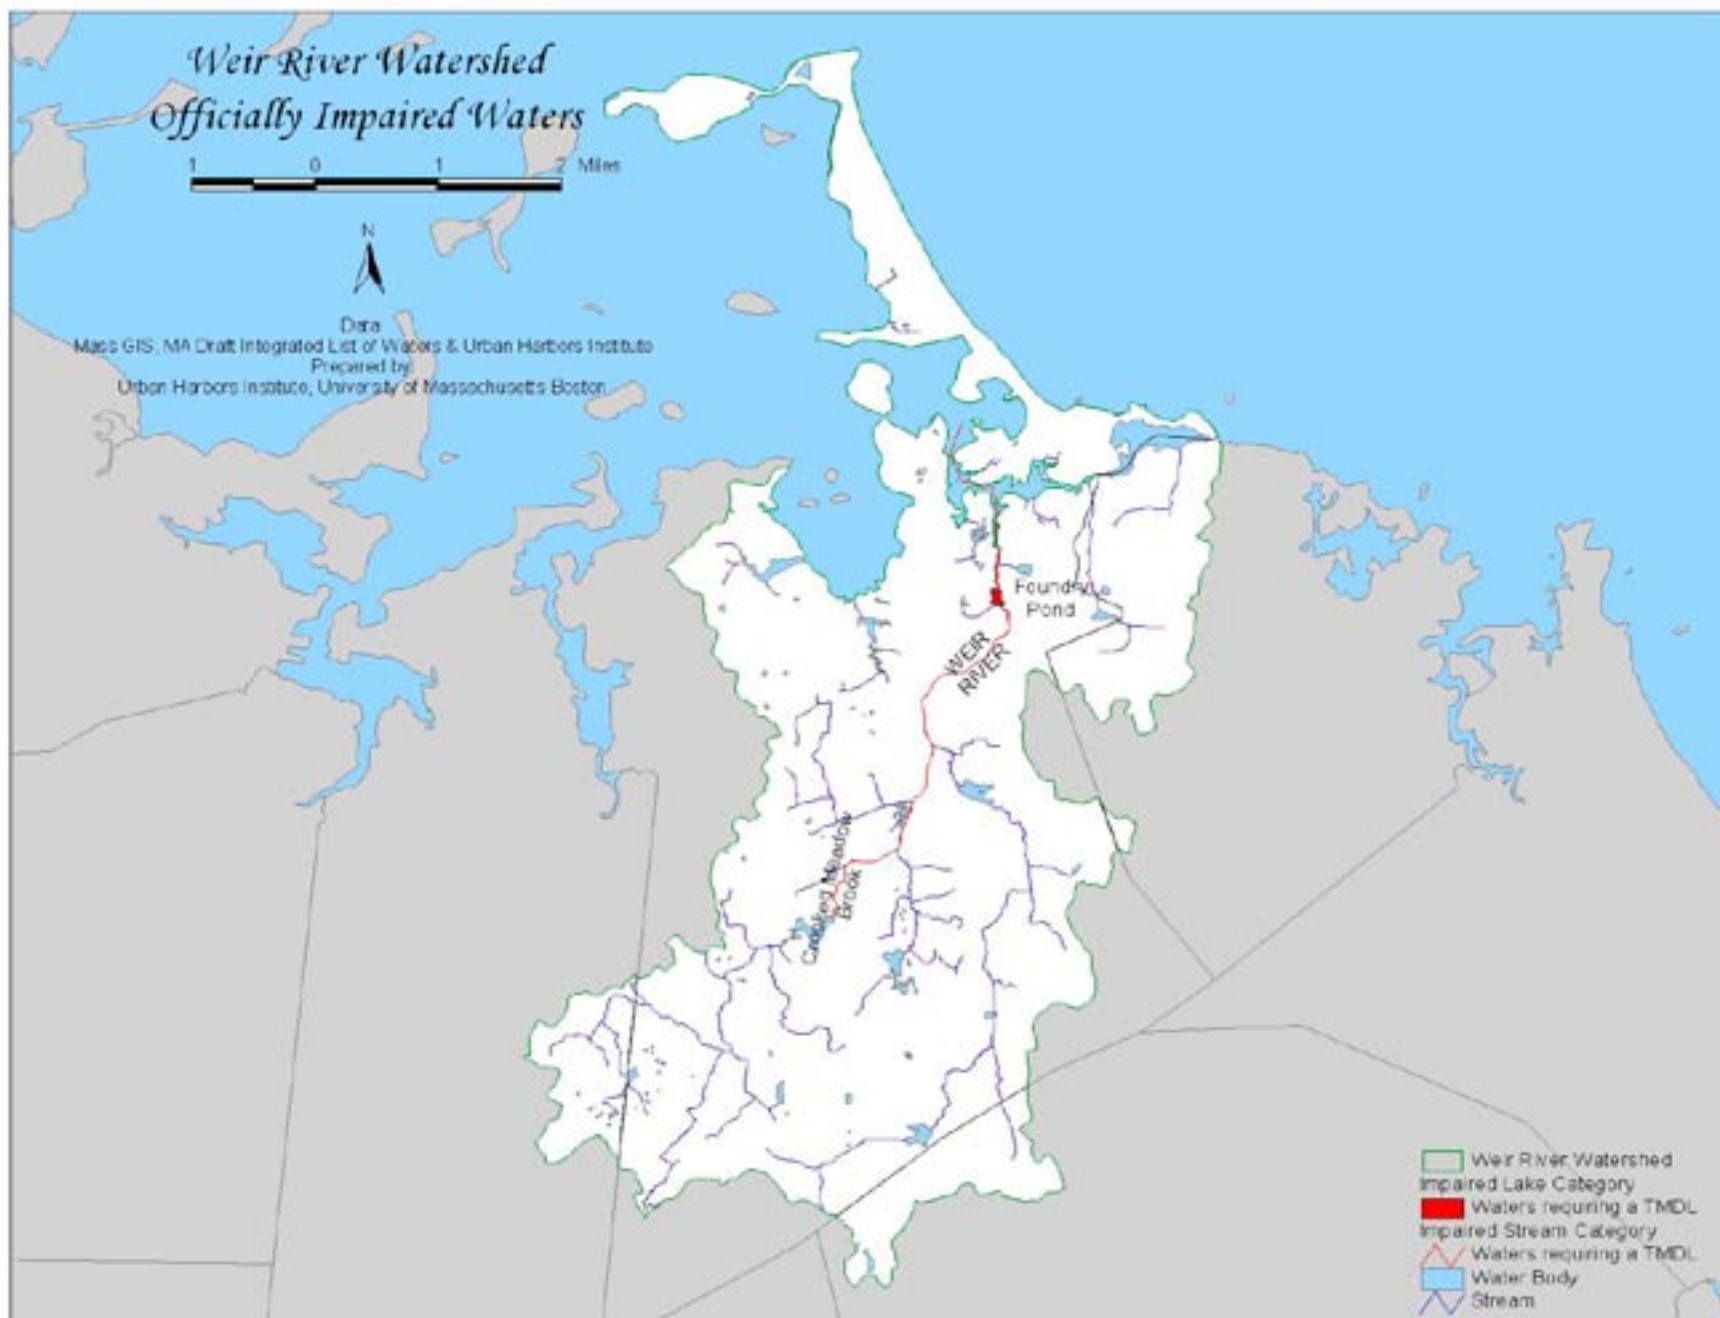 Weir River Watershed
Officially Impaired Waters
1 0 1 2 Miles
N
Data
Mass GIS, MA Draft Integrated List of Waters & Urban Harbors Institute
Prepared by:
Urban Harbors Institute, University of Massachusetts Boston
Foundry
Pond
WEIR
RIVER
Crooked Meadow
Brook
Weir River Watershed
Impaired Lake Category
Waters requiring a TMDL
Impaired Stream Category
Waters requiring a TMDL
Water Body
Stream